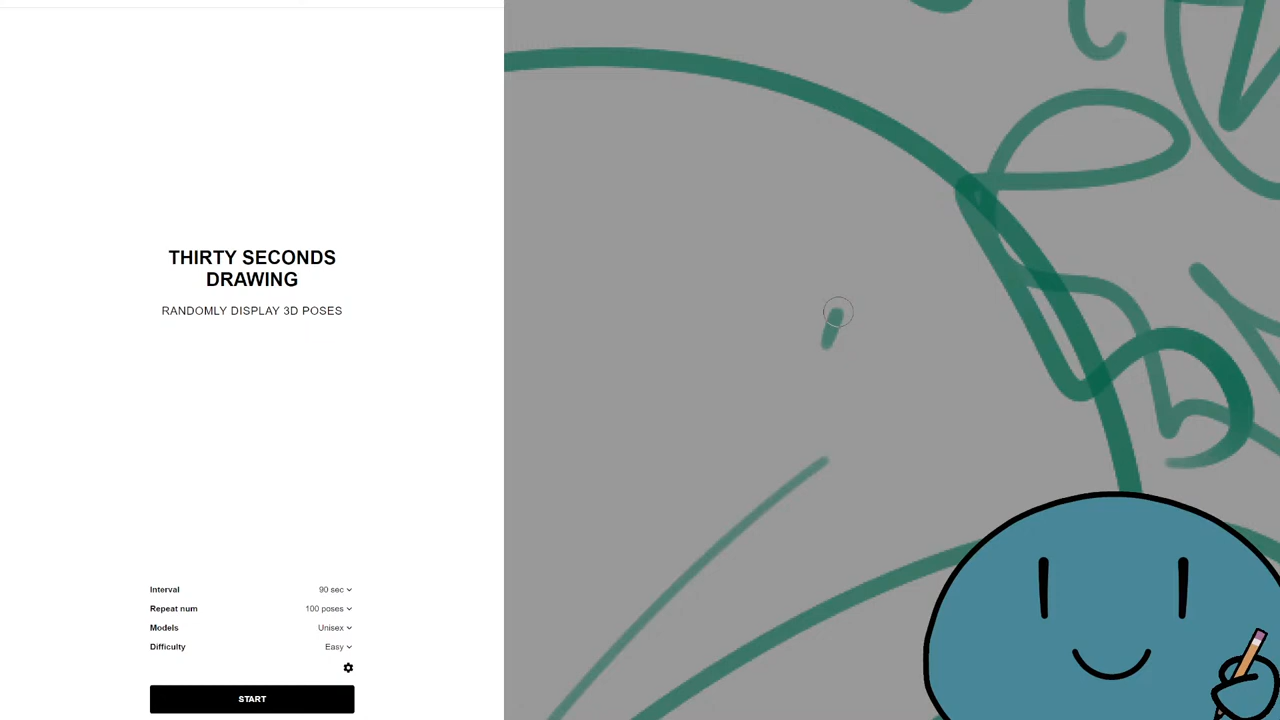 THIRTY SECONDS
DRAWING
RANDOMLY DISPLAY 3D POSES
Interval 90 sec
Repeat num 100 poses
Models Unisex
Difficulty Easy
START